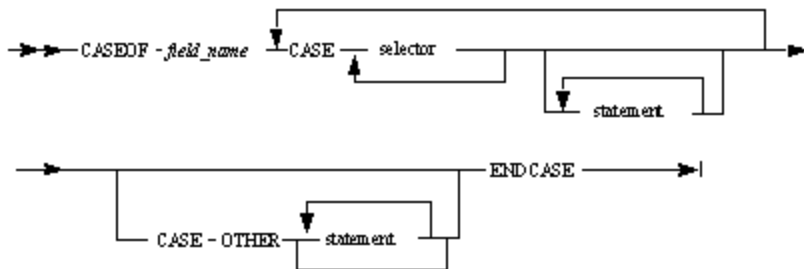 CASEOF - field_name CASE selector
statement
ENDCASE
CASE - OTHER statement